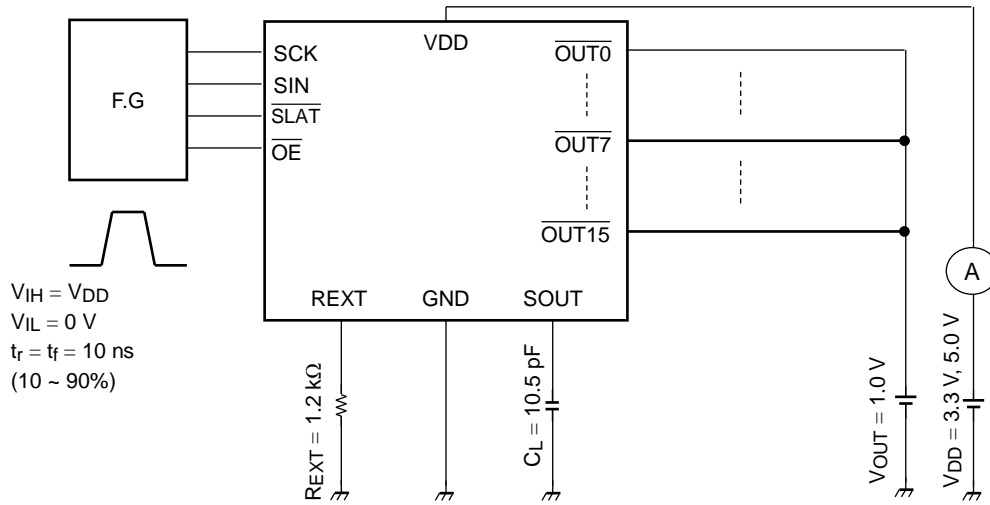 VDD
SCK
SIN
SLAT
OE
F.G
OUT0
OUT7
OUT15
A
REXT
GND
SOUT
VIH = VDD
VIL = 0 V
tr = tf = 10 ns
(10 ~ 90%)
REXT = 1.2 kΩ
CL = 10.5 pF
VOUT = 1.0 V
VDD = 3.3 V, 5.0 V